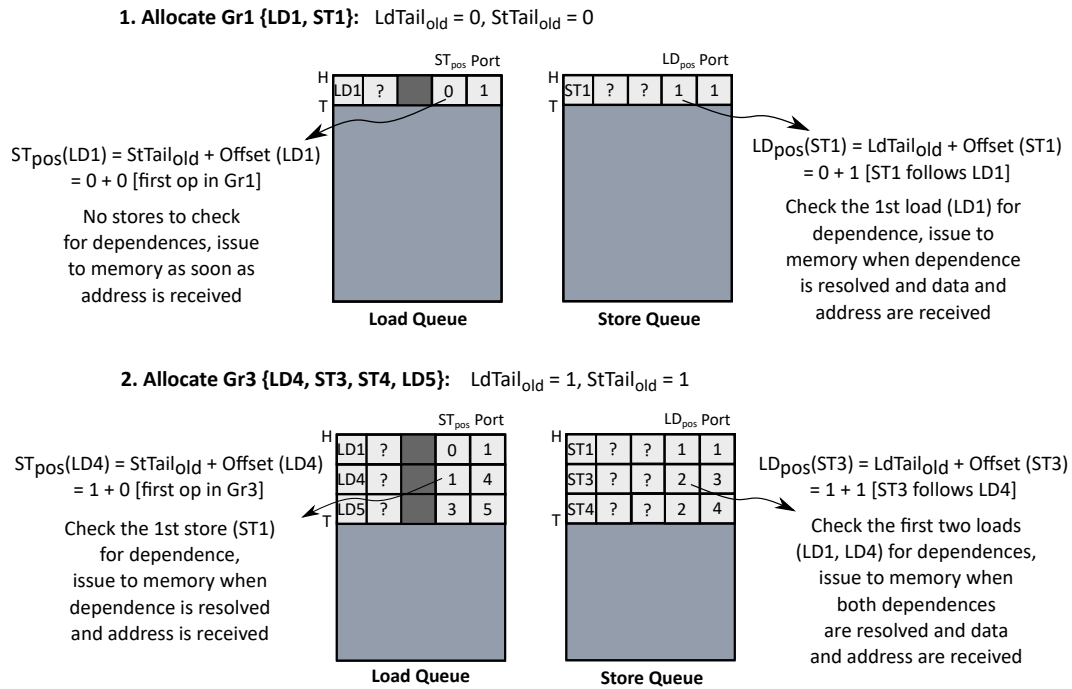 1. Allocate Gr1 {LD1, ST1}: LdTail_old = 0, StTail_old = 0
ST_pos Port
H
LD1 ? 0 1
T
ST_pos(LD1) = StTail_old + Offset (LD1)
= 0 + 0 [first op in Gr1]
No stores to check
for dependences, issue
to memory as soon as
address is received
Load Queue
LD_pos Port
H
ST1 ? ? 1 1
T
LD_pos(ST1) = LdTail_old + Offset (ST1)
= 0 + 1 [ST1 follows LD1]
Check the 1st load (LD1) for
dependence, issue to
memory when dependence
is resolved and data and
address are received
Store Queue
2. Allocate Gr3 {LD4, ST3, ST4, LD5}: LdTail_old = 1, StTail_old = 1
ST_pos Port
H
LD1 ? 0 1
LD4 ? 1 4
LD5 ? 3 5
T
ST_pos(LD4) = StTail_old + Offset (LD4)
= 1 + 0 [first op in Gr3]
Check the 1st store (ST1)
for dependence,
issue to memory when
dependence is resolved
and address is received
Load Queue
LD_pos Port
H
ST1 ? ? 1 1
ST3 ? ? 2 3
ST4 ? ? 2 4
T
LD_pos(ST3) = LdTail_old + Offset (ST3)
= 1 + 1 [ST3 follows LD4]
Check the first two loads
(LD1, LD4) for dependences,
issue to memory when
both dependences
are resolved and data
and address are received
Store Queue